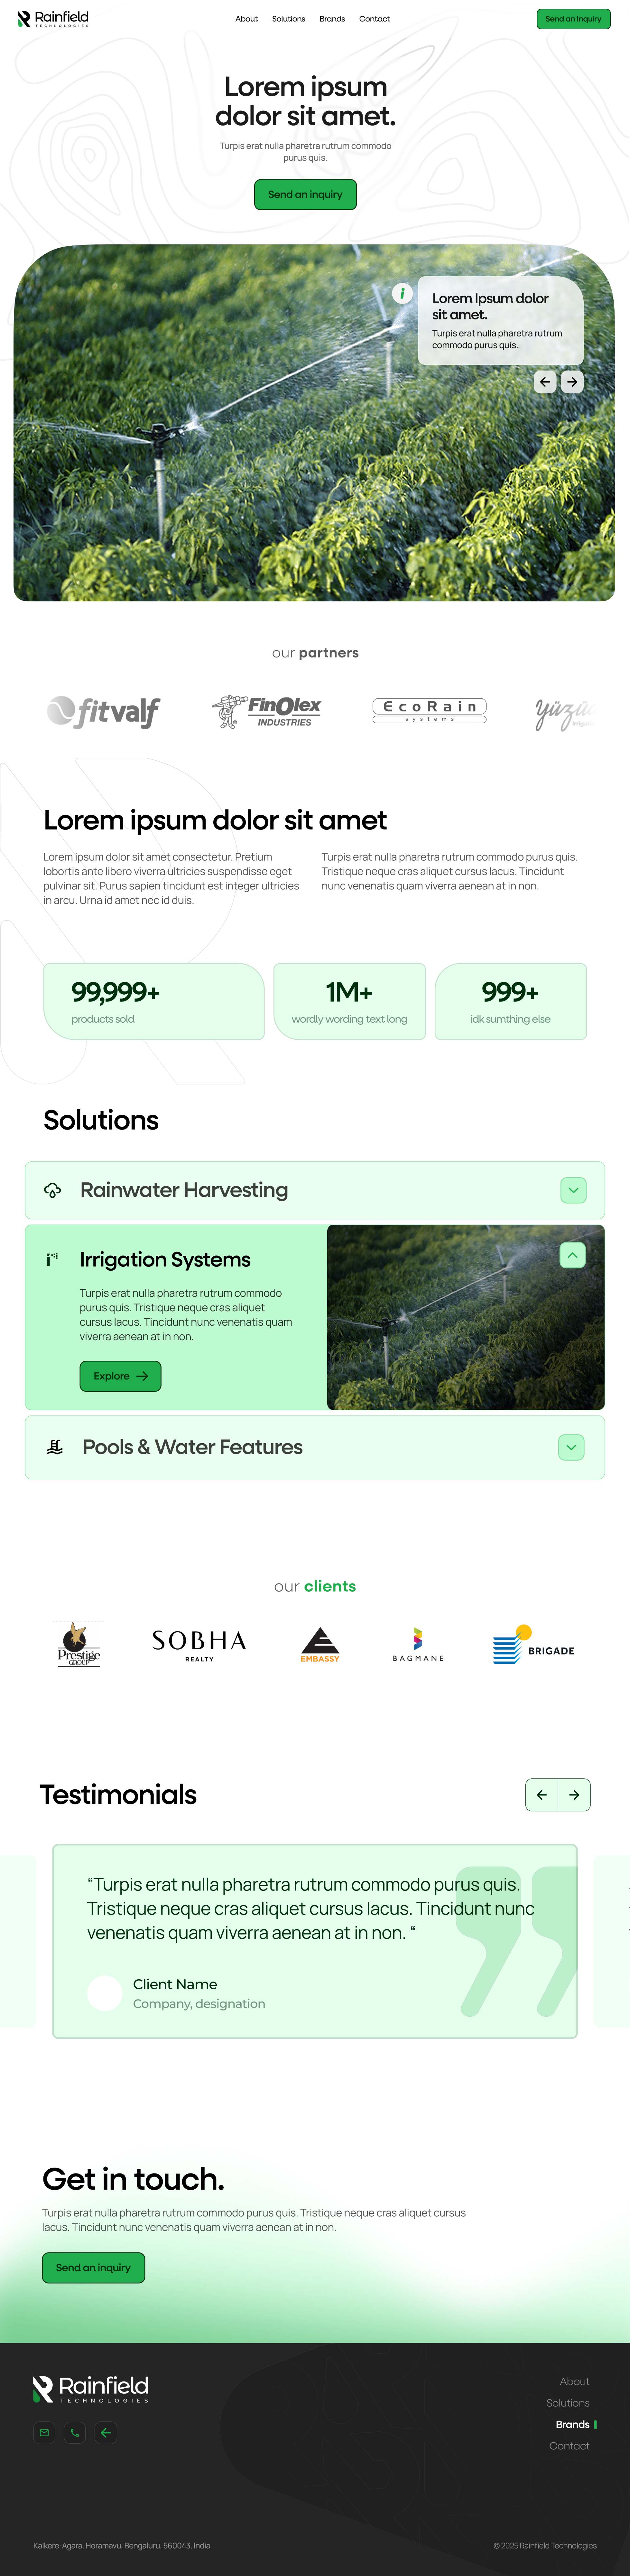 Rainfield
TECHNOLOGIES
About Solutions Brands Contact
Send an Inquiry
Lorem ipsum
dolor sit amet.
Turpis erat nulla pharetra rutrum commodo
purus quis.
Send an inquiry
i
Lorem Ipsum dolor
sit amet.
Turpis erat nulla pharetra rutrum
commodo purus quis.
our partners
fitvalf
FinOlex
INDUSTRIES
EcoRain
systems
Lorem ipsum dolor sit amet
Lorem ipsum dolor sit amet consectetur. Pretium
lobortis ante libero viverra ultricies suspendisse eget
pulvinar sit. Purus sapien tincidunt est integer ultricies
in arcu. Urna id amet nec id duis.
Turpis erat nulla pharetra rutrum commodo purus quis.
Tristique neque cras aliquet cursus lacus. Tincidunt
nunc venenatis quam viverra aenean at in non.
99,999+
products sold
1M+
wordly wording text long
999+
idk sumthing else
Solutions
Rainwater Harvesting
Irrigation Systems
Turpis erat nulla pharetra rutrum commodo
purus quis. Tristique neque cras aliquet
cursus lacus. Tincidunt nunc venenatis quam
viverra aenean at in non.
Explore
Pools & Water Features
our clients
Prestige
GROUP
SOBHA
REALTY
EMBASSY
BAGMANE
BRIGADE
Testimonials
“Turpis erat nulla pharetra rutrum commodo purus quis.
Tristique neque cras aliquet cursus lacus. Tincidunt nunc
venenatis quam viverra aenean at in non. “
Client Name
Company, designation
Get in touch.
Turpis erat nulla pharetra rutrum commodo purus quis. Tristique neque cras aliquet cursus
lacus. Tincidunt nunc venenatis quam viverra aenean at in non.
Send an inquiry
Rainfield
TECHNOLOGIES
About
Solutions
Brands
Contact
Kalkere-Agara, Horamavu, Bengaluru, 560043, India
© 2025 Rainfield Technologies